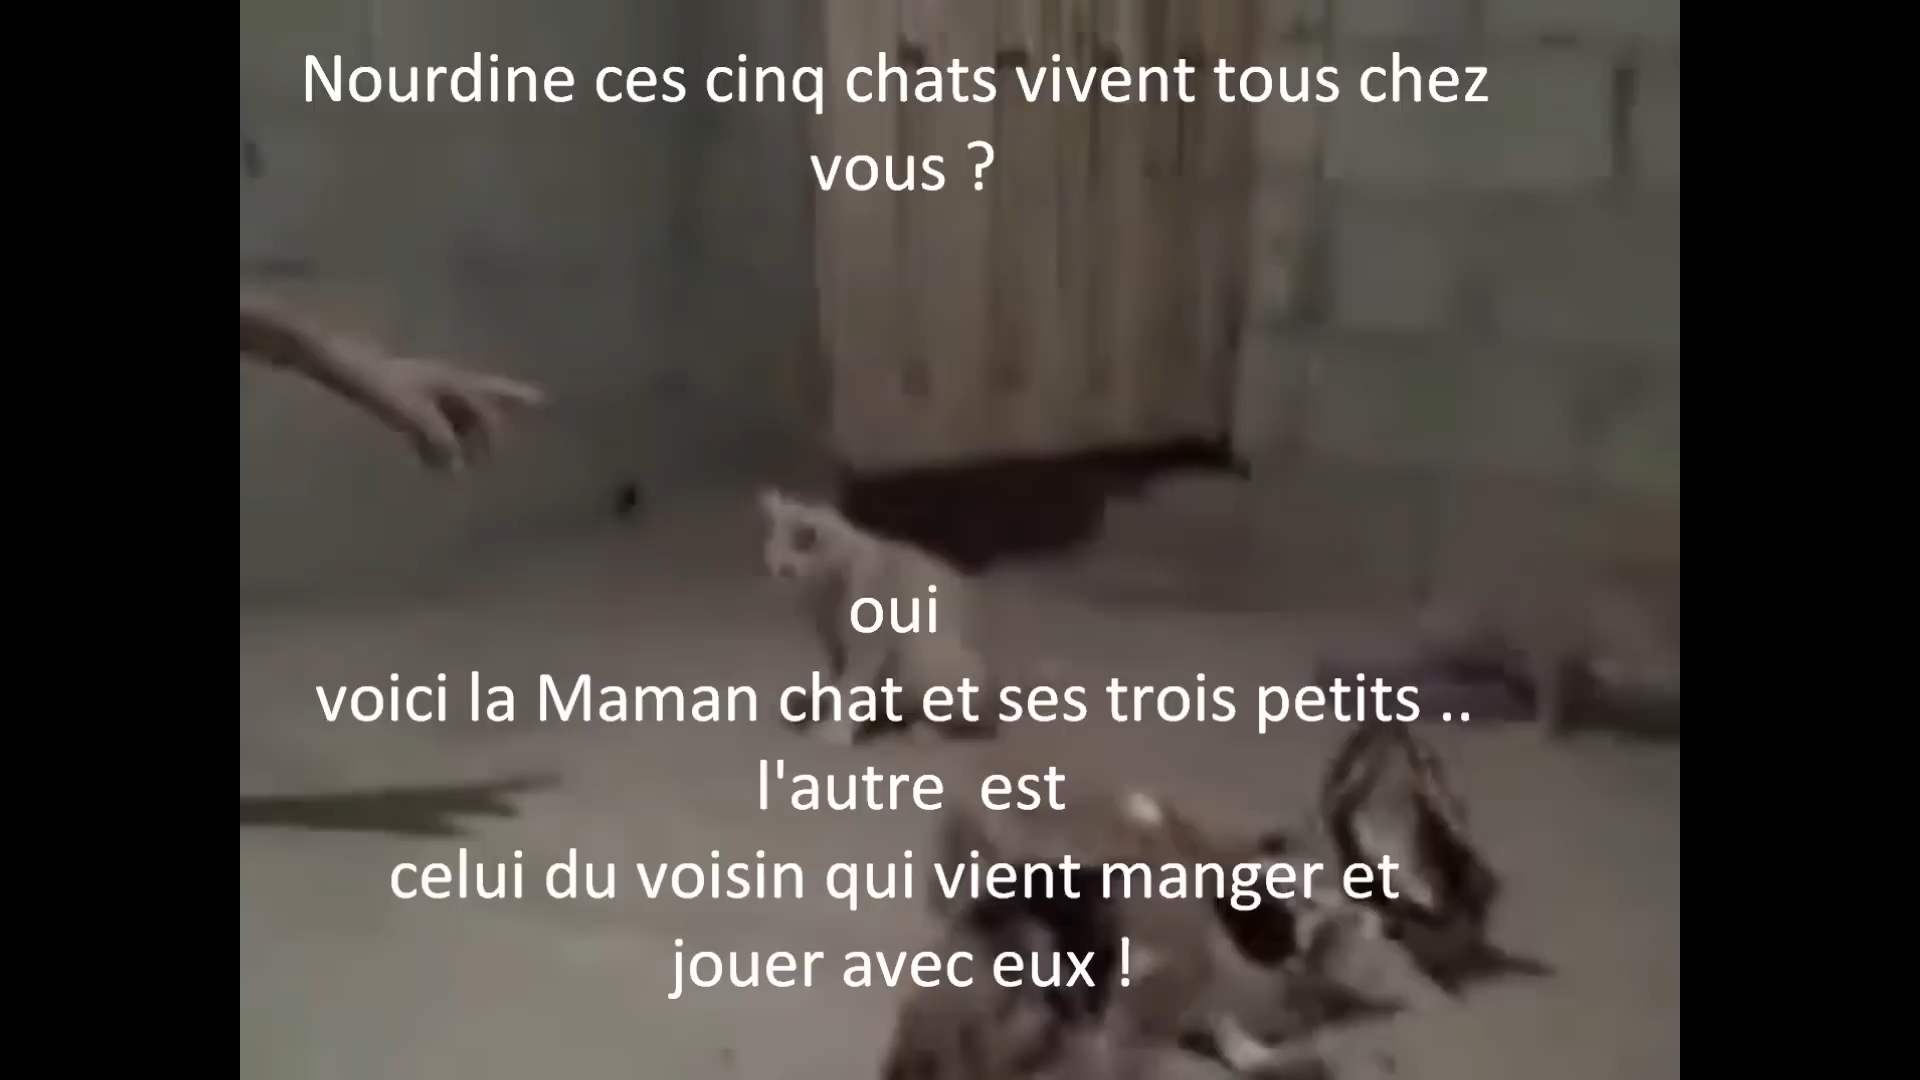 Nourdine ces cinq chats vivent tous chez
vous ?
oui
voici la Maman chat et ses trois petits ..
l'autre  est
celui du voisin qui vient manger et
jouer avec eux !